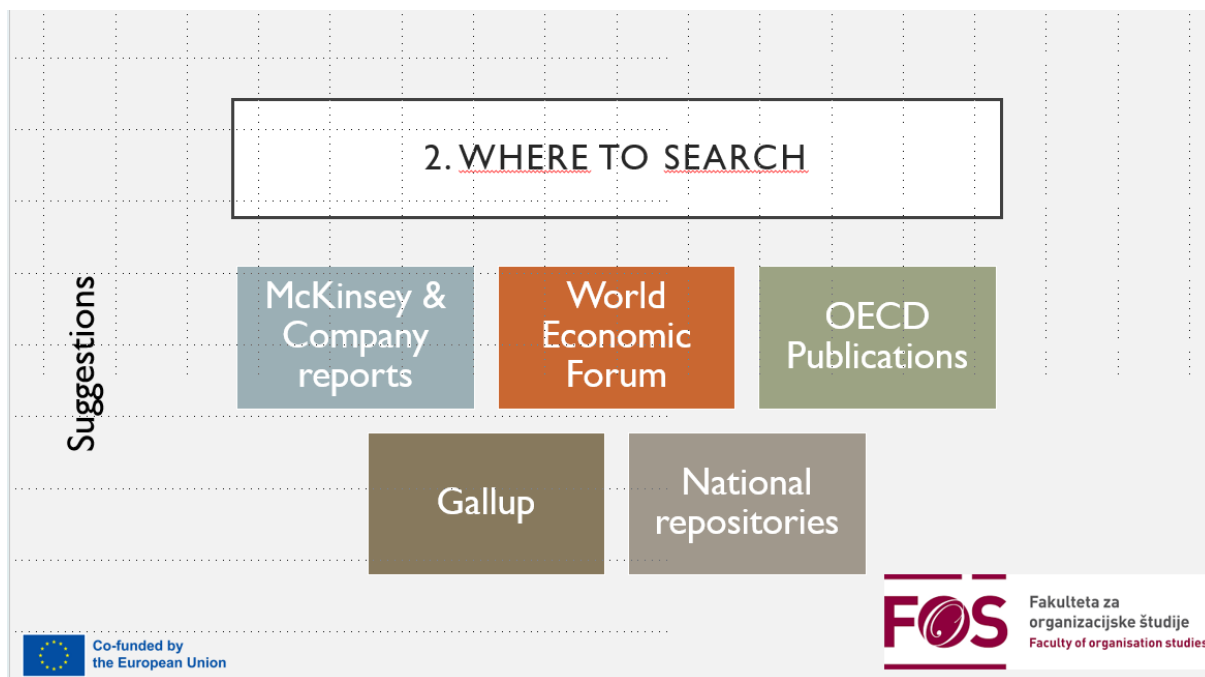 2. WHERE TO SEARCH
Suggestions
McKinsey &
Company
reports
World
Economic
Forum
OECD
Publications
Gallup
National
repositories
Co-funded by
the European Union
FOŠ
Fakulteta za
organizacijske študije
Faculty of organisation studies